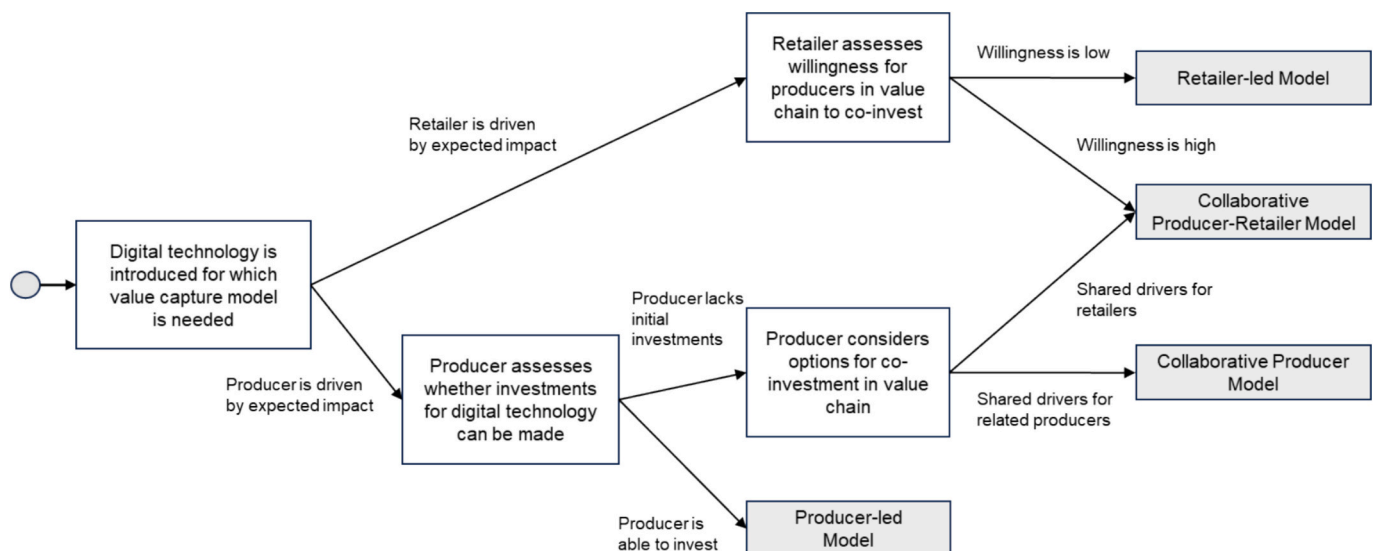 Retailer assesses
willingness for
producers in value
chain to co-invest
Willingness is low
Retailer-led Model
Retailer is driven
by expected impact
Willingness is high
Collaborative
Producer-Retailer Model
Digital technology is
introduced for which
value capture model
is needed
Producer lacks
initial
investments
Shared drivers for
retailers
Producer is driven
by expected impact
Producer assesses
whether investments
for digital technology
can be made
Producer considers
options for co-
investment in value
chain
Collaborative Producer
Model
Shared drivers for
related producers
Producer is
able to invest
Producer-led
Model